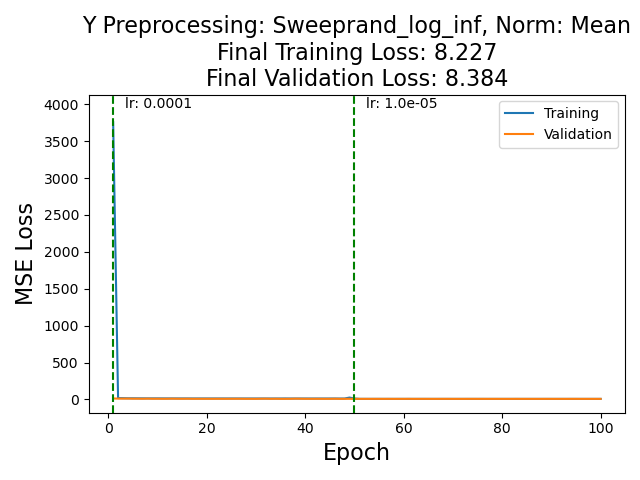 Y Preprocessing: Sweeprand_log_inf, Norm: Mean
Final Training Loss: 8.227
Final Validation Loss: 8.384
lr: 0.0001
lr: 1.0e-05
Training
Validation
4000
3500
3000
2500
2000
1500
1000
500
0
MSE Loss
0
20
40
60
80
100
Epoch